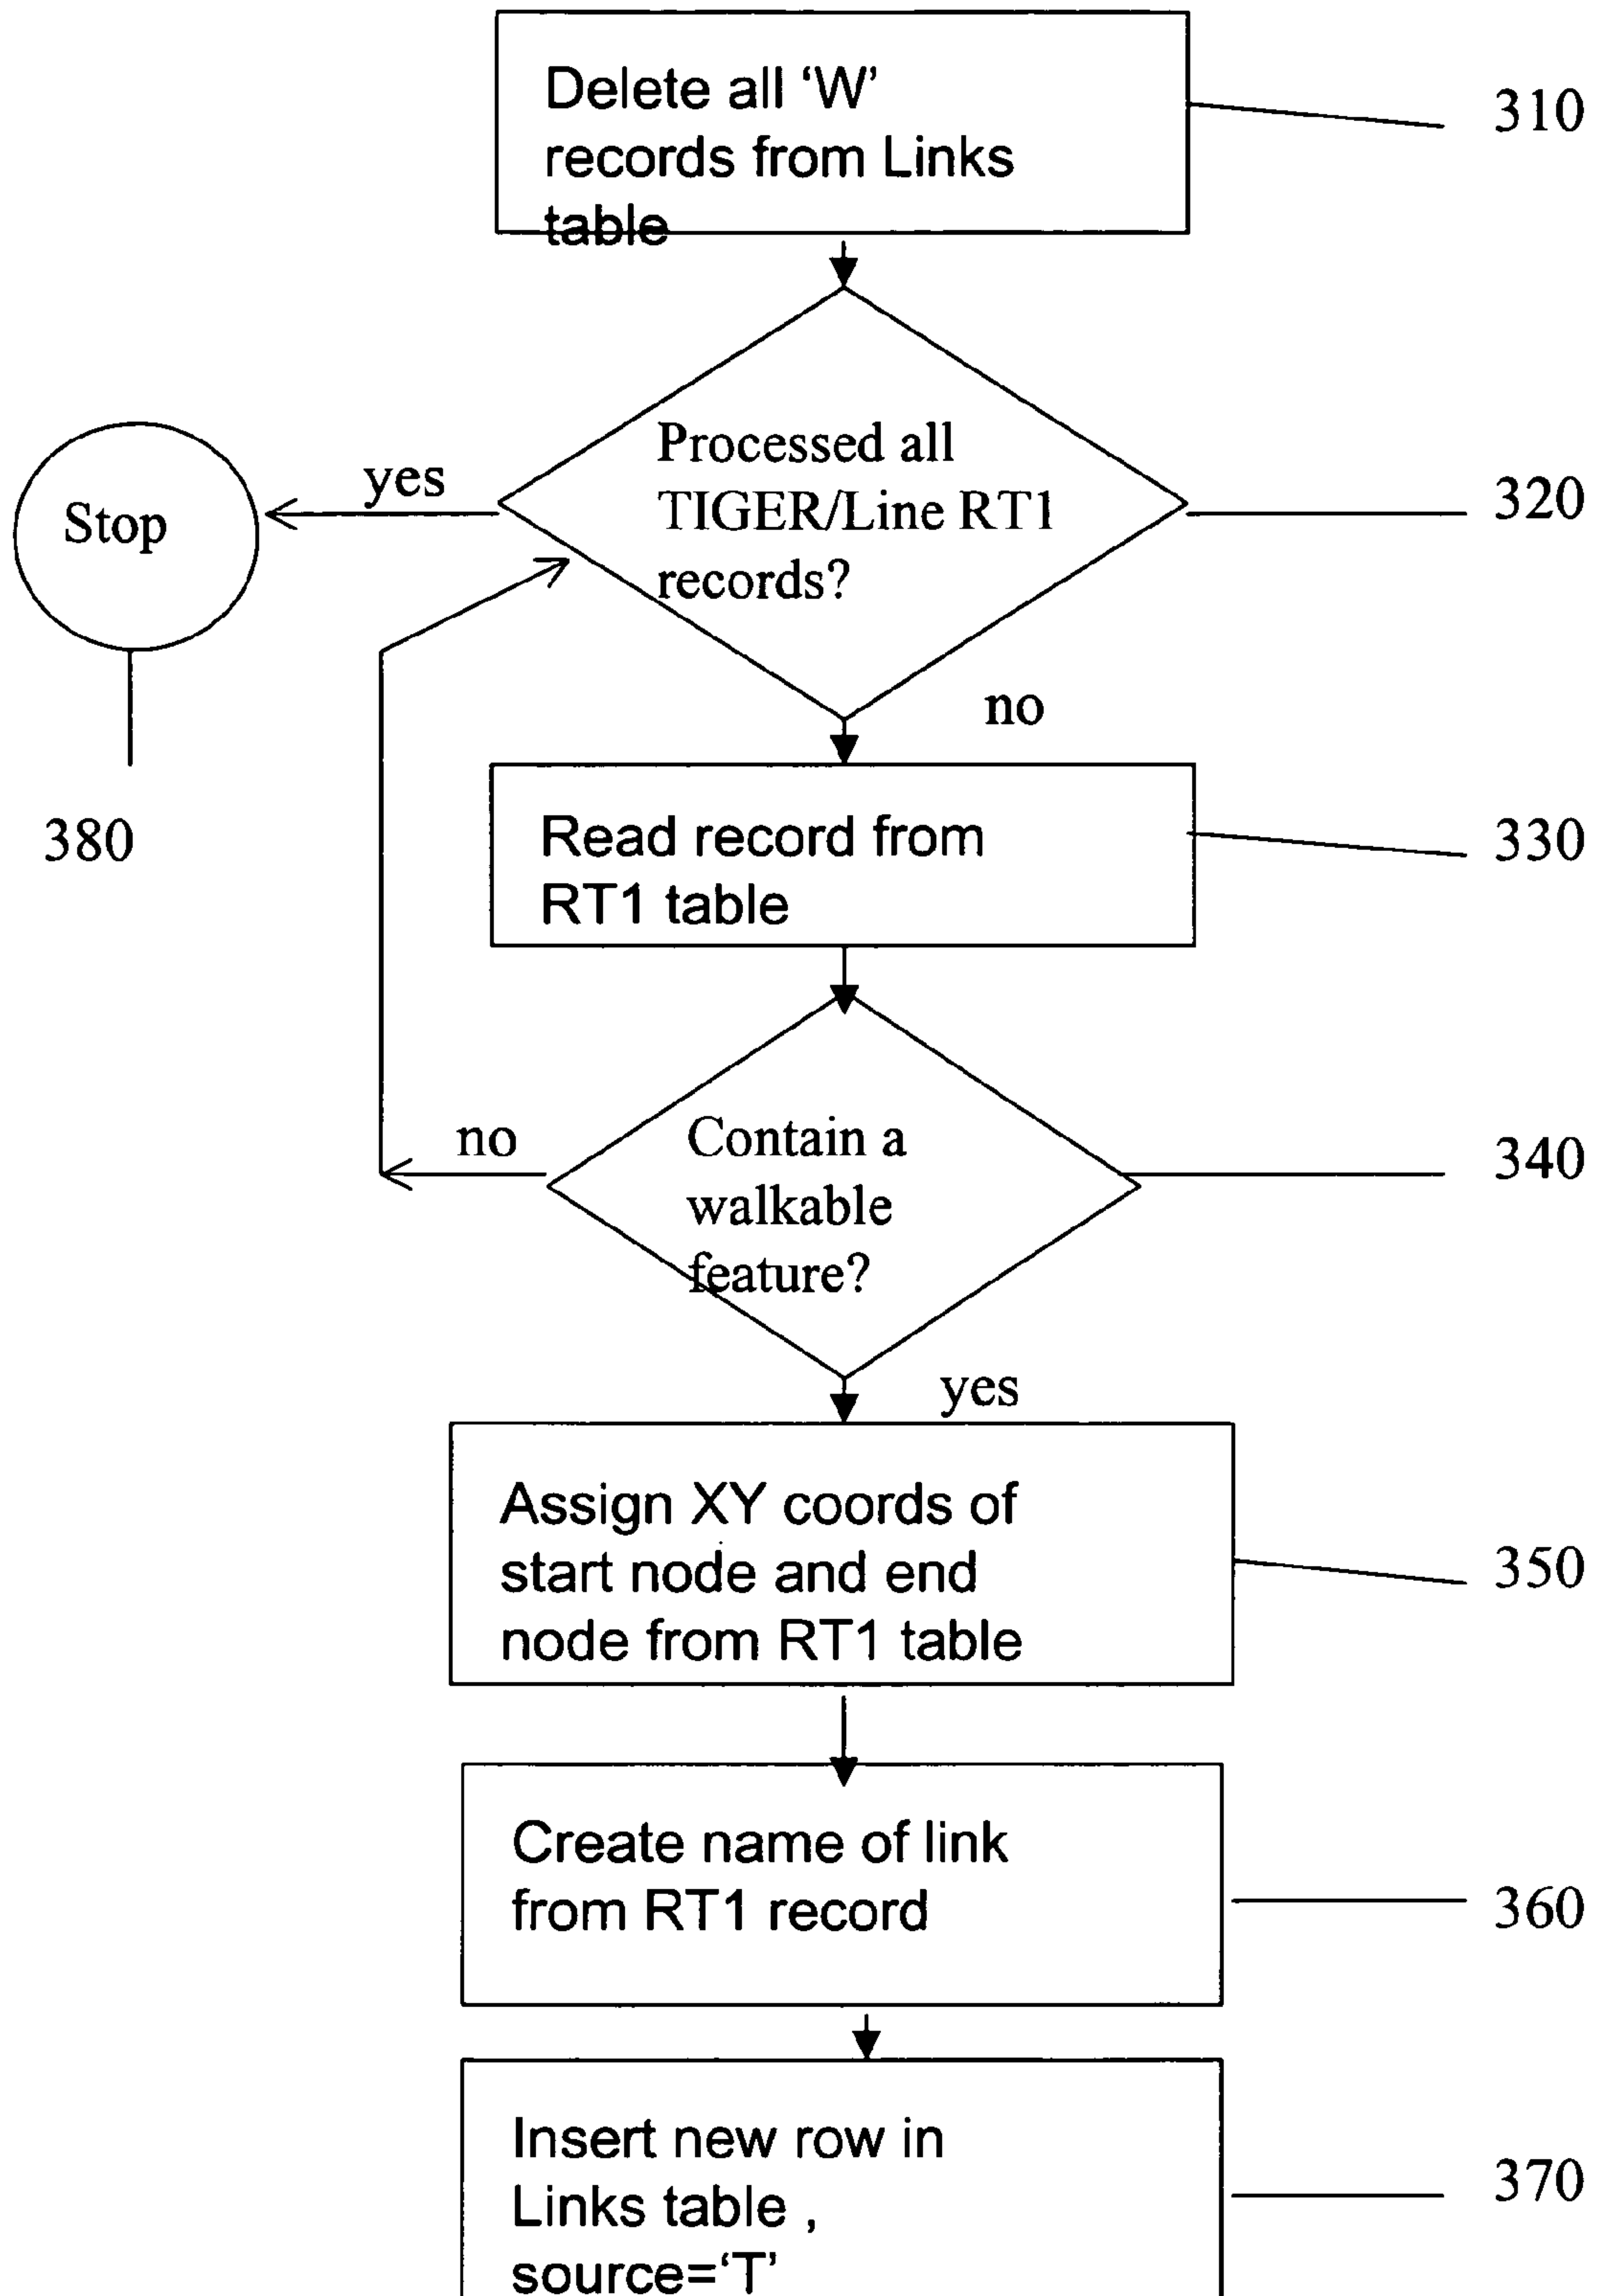 Delete all ‘W’
records from Links
table
310
Processed all
TIGER/Line RT1
records?
320
yes
Stop
380
no
Read record from
RT1 table
330
Contain a
walkable
feature?
340
no
yes
Assign XY coords of
start node and end
node from RT1 table
350
Create name of link
from RT1 record
360
Insert new row in
Links table ,
source=‘T’
370